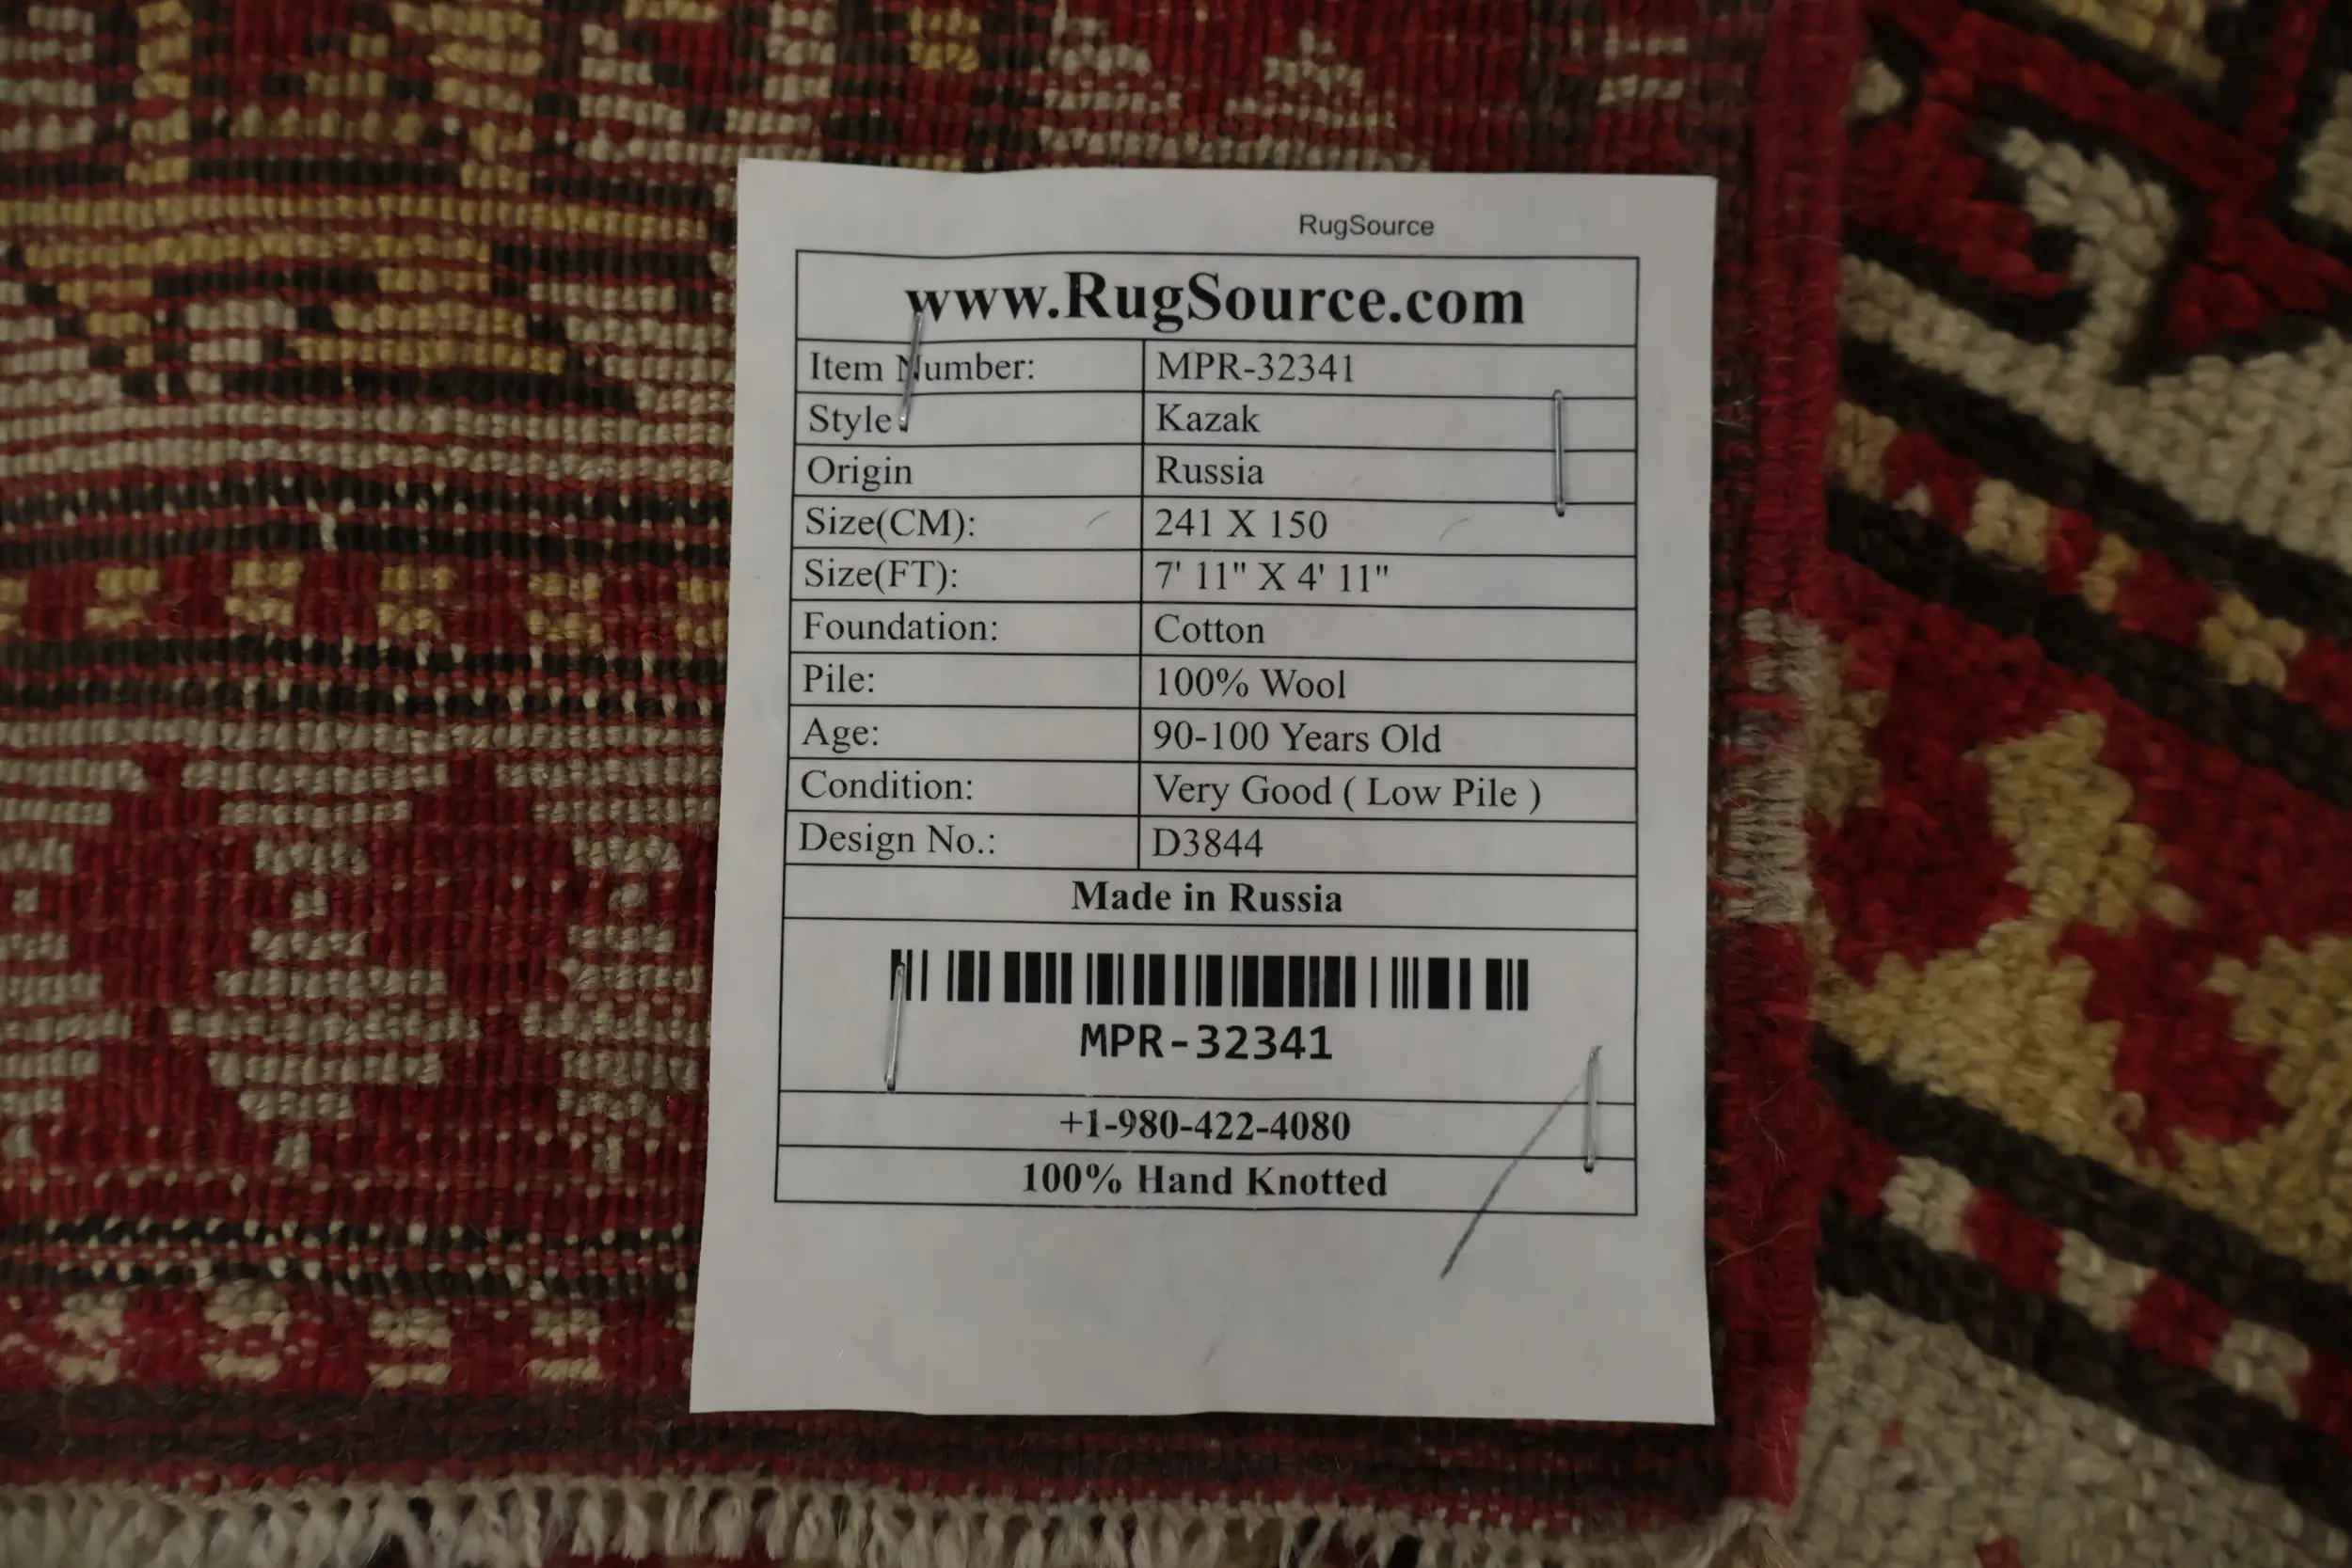 RugSource
www.RugSource.com
Item Number: MPR-32341
Style Kazak
Origin Russia
Size(CM): 241 X 150
Size(FT): 7' 11" X 4' 11"
Foundation: Cotton
Pile: 100% Wool
Age: 90-100 Years Old
Condition: Very Good ( Low Pile )
Design No.: D3844
Made in Russia
MPR-32341
+1-980-422-4080
100% Hand Knotted